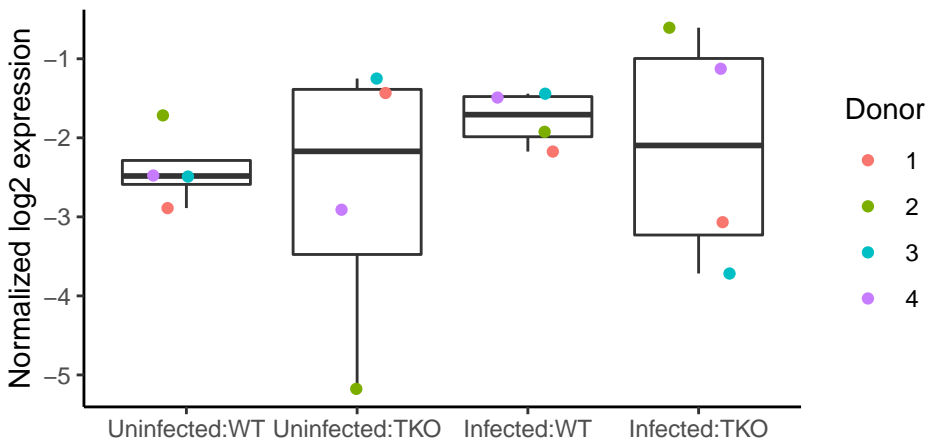 Normalized log2 expression
−1
−2
−3
−4
−5
Uninfected:WT
Uninfected:TKO
Infected:WT
Infected:TKO
Donor
1
2
3
4